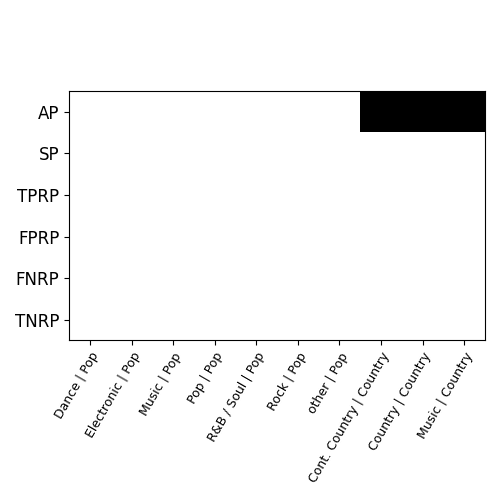 AP
SP
TPRP
FPRP
FNRP
TNRP
Dance | Pop
Electronic | Pop
Music | Pop
Pop | Pop
R&B / Soul | Pop
Rock | Pop
other | Pop
Cont. Country | Country
Country | Country
Music | Country